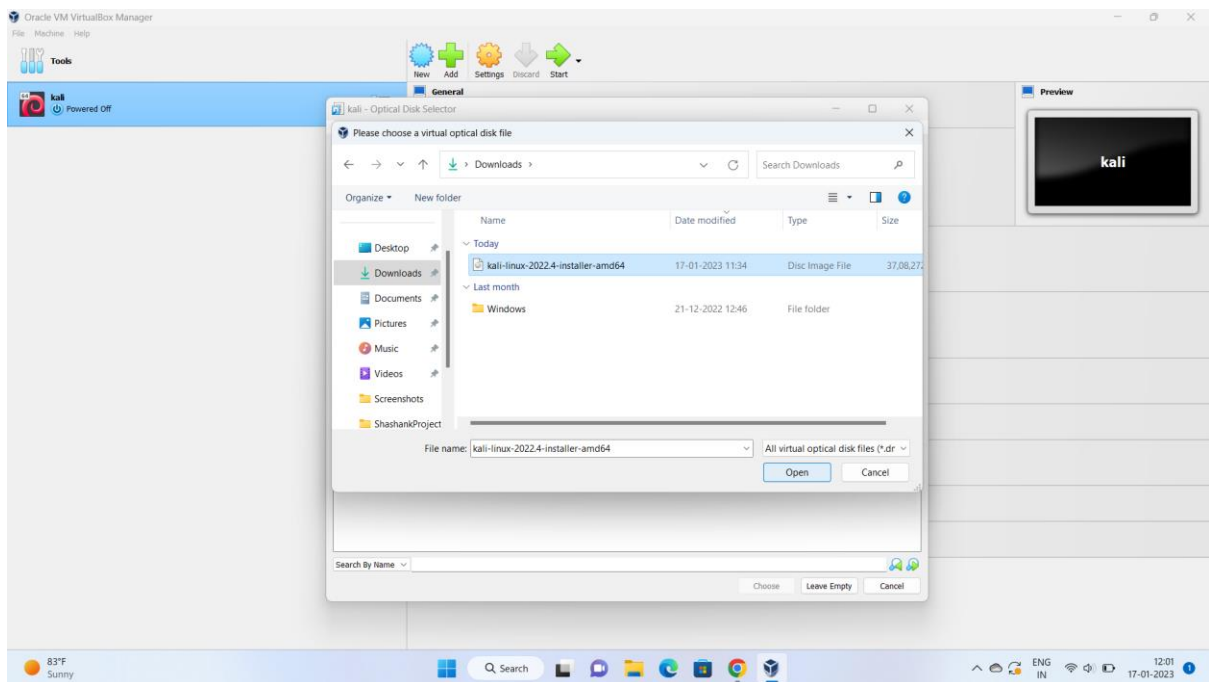 Oracle VM VirtualBox Manager
File Machine Help
Tools
New Add Settings Discard Start
kali
Powered Off
General
Preview
kali
kali - Optical Disk Selector
Please choose a virtual optical disk file
Downloads
Search Downloads
Organize New folder
Name Date modified Type Size
Desktop
Downloads
Documents
Pictures
Music
Videos
Screenshots
ShashankProject
Today
kali-linux-2022.4-installer-amd64 17-01-2023 11:34 Disc Image File 37,08,272
Last month
Windows 21-12-2022 12:46 File folder
File name: kali-linux-2022.4-installer-amd64 All virtual optical disk files (*.dr
Open Cancel
Search By Name
Choose Leave Empty Cancel
83°F
Sunny
Search
ENG
IN
12:01
17-01-2023
1